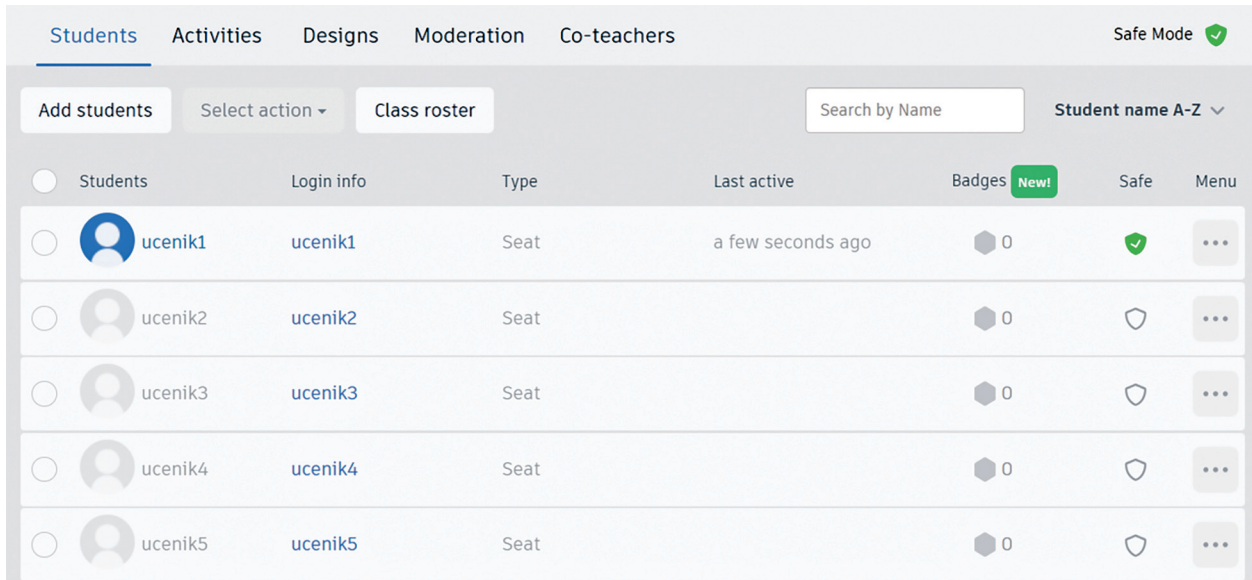 Students Activities Designs Moderation Co-teachers Safe Mode
Add students Select action Class roster Search by Name Student name A-Z
Students Login info Type Last active Badges New! Safe Menu
ucenik1 ucenik1 Seat a few seconds ago 0
ucenik2 ucenik2 Seat 0
ucenik3 ucenik3 Seat 0
ucenik4 ucenik4 Seat 0
ucenik5 ucenik5 Seat 0